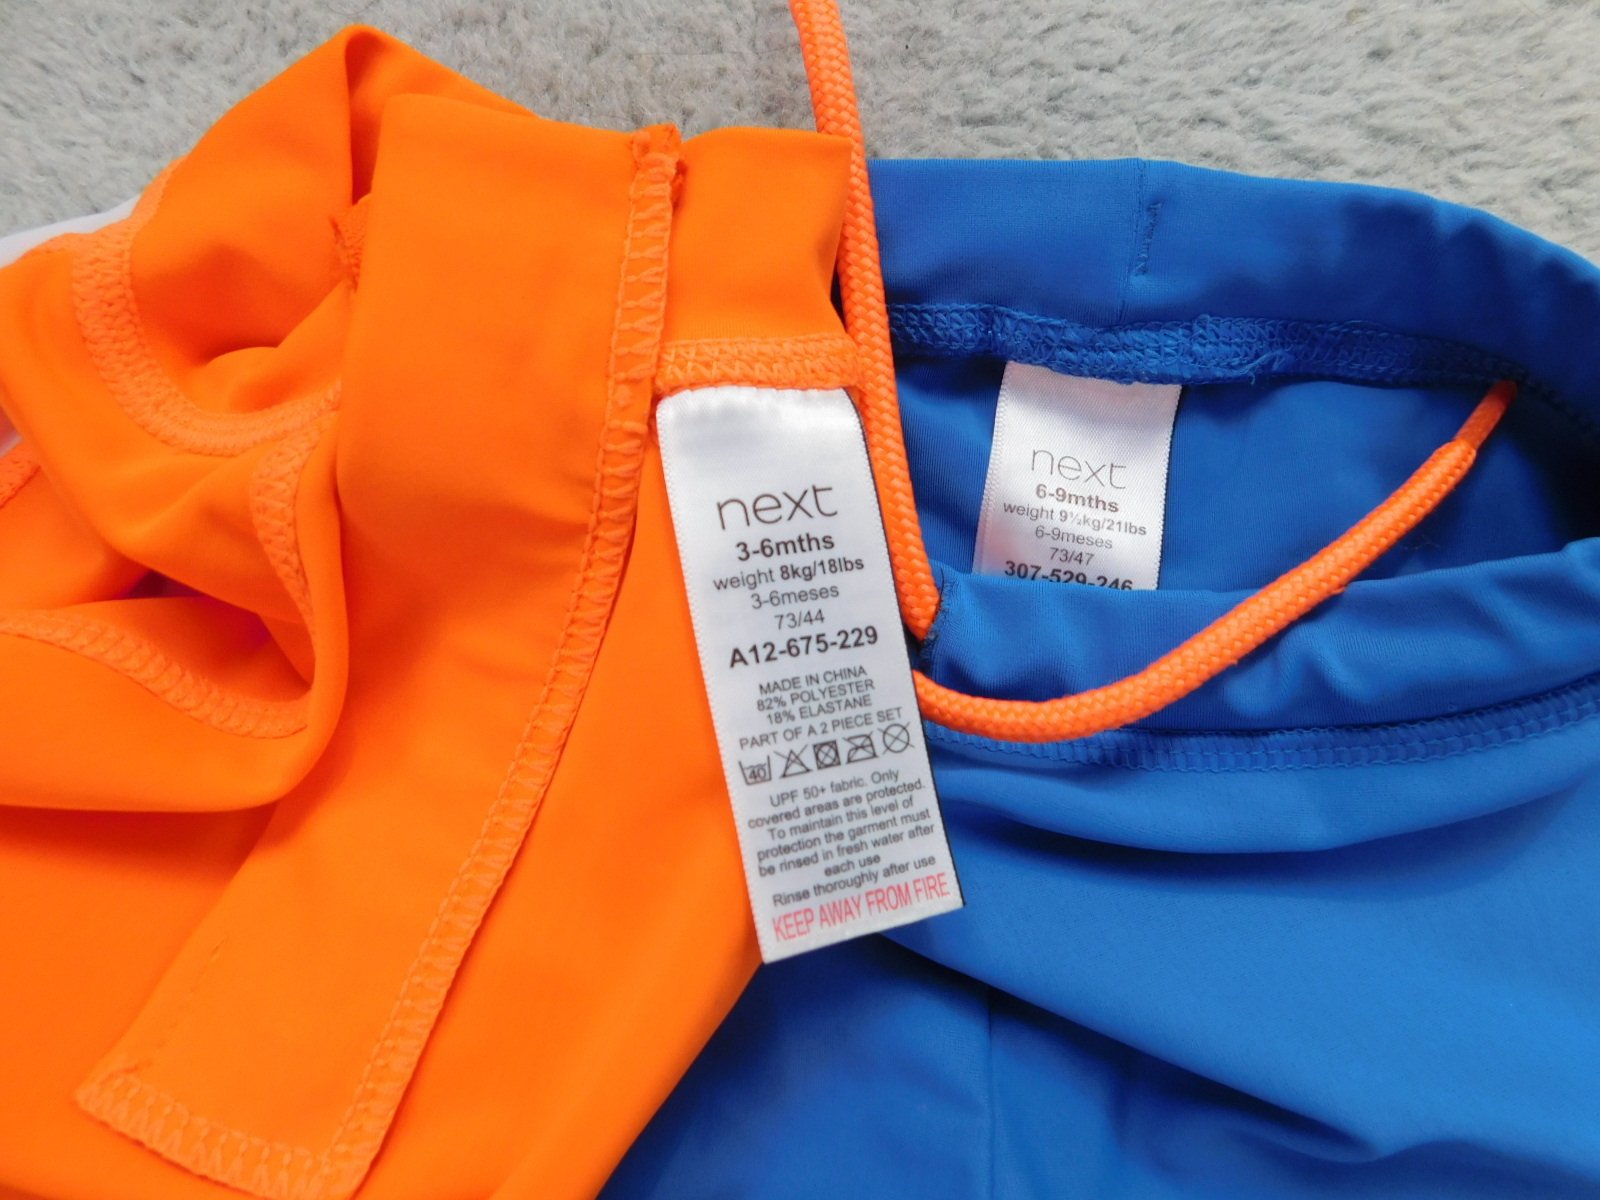 next
3-6mths
weight 8kg/18lbs
3-6meses
73/44
A12-675-229
MADE IN CHINA
82% POLYESTER
18% ELASTANE
PART OF A 2 PIECE SET
40
UPF 50+ fabric. Only
covered areas are protected.
To maintain this level of
protection the garment must
be rinsed in fresh water after
each use
Rinse thoroughly after use
KEEP AWAY FROM FIRE
next
6-9mths
weight 9½kg/21lbs
6-9meses
73/47
307-529-246